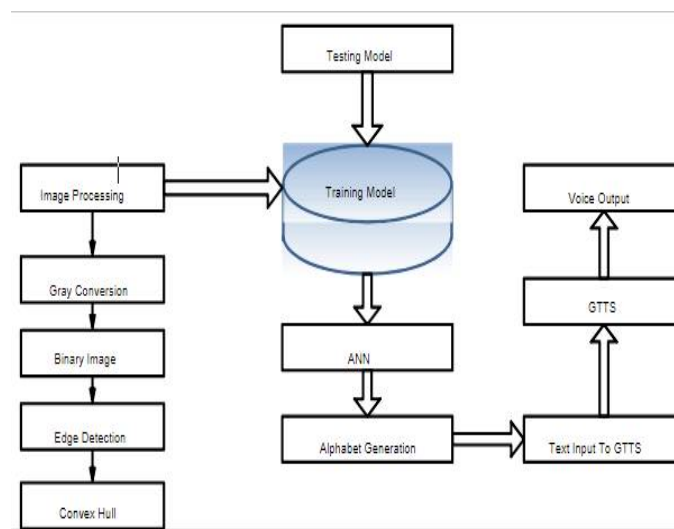 Testing Model
Image Processing
Training Model
Voice Output
Gray Conversion
GTTS
Binary Image
ANN
Edge Detection
Alphabet Generation
Text Input To GTTS
Convex Hull